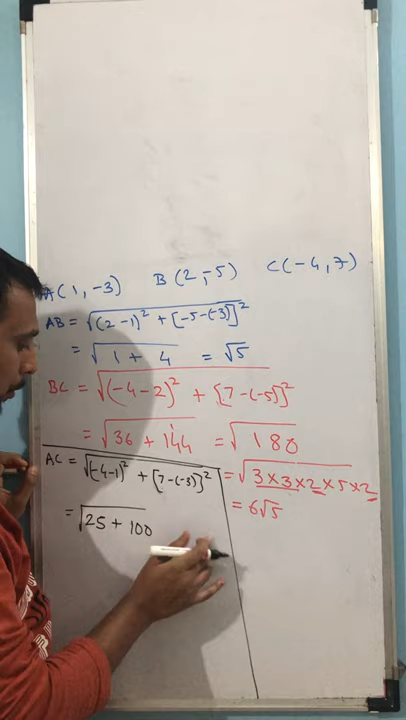 A(1, -3) B(2, -5) C(-4, 7)
AB = √(2-1)² + [-5-(-3)]²
= √1 + 4 = √5
BC = √(-4-2)² + [7-(-5)]²
= √36 + 144 = √180
AC = √(-4-1)² + [7-(-3)]²
= √25 + 100
= √3×3×2×5×2
= 6√5